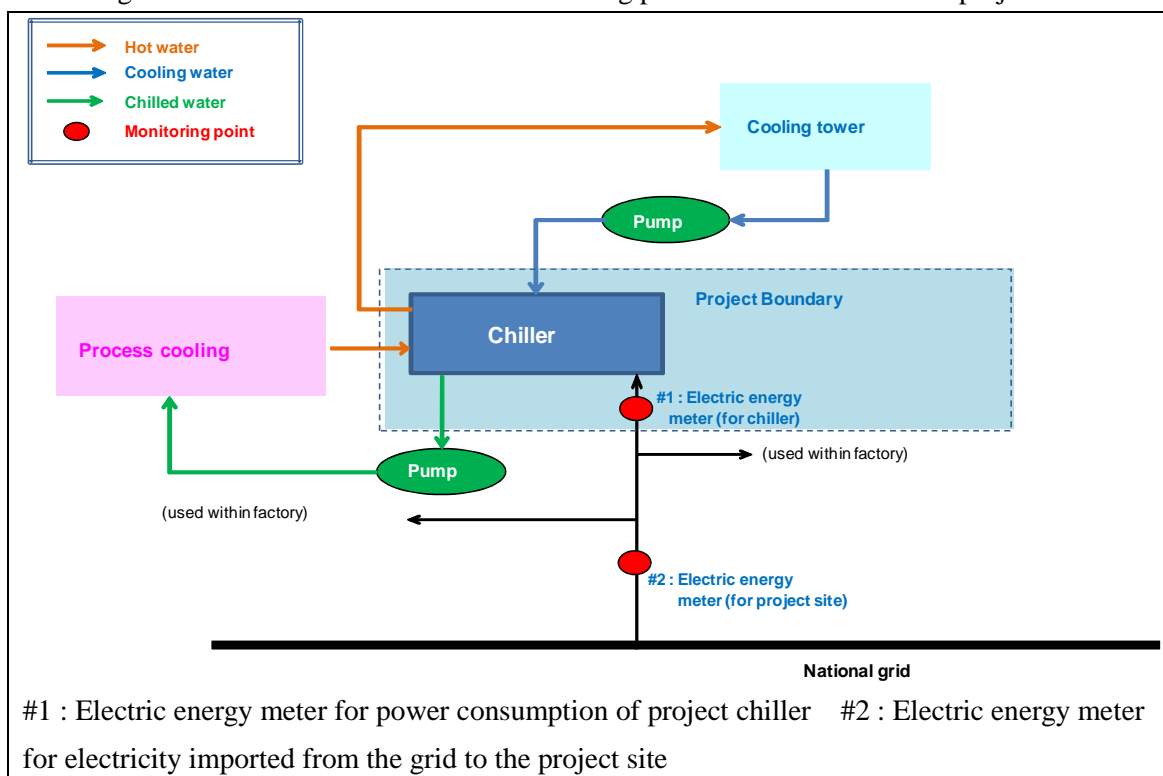 Hot water
Cooling water
Chilled water
Monitoring point
Cooling tower
Pump
Project Boundary
Chiller
Process cooling
#1 : Electric energy
meter (for chiller)
(used within factory)
Pump
(used within factory)
#2 : Electric energy
meter (for project site)
National grid
#1 : Electric energy meter for power consumption of project chiller #2 : Electric energy meter
for electricity imported from the grid to the project site